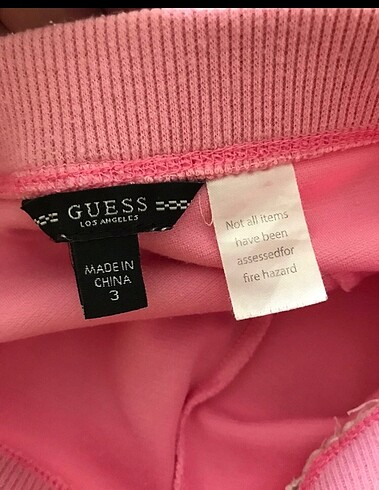 GUESS
LOS ANGELES
MADE IN
CHINA
3
Not all items
have been
assessedfor
fire hazard